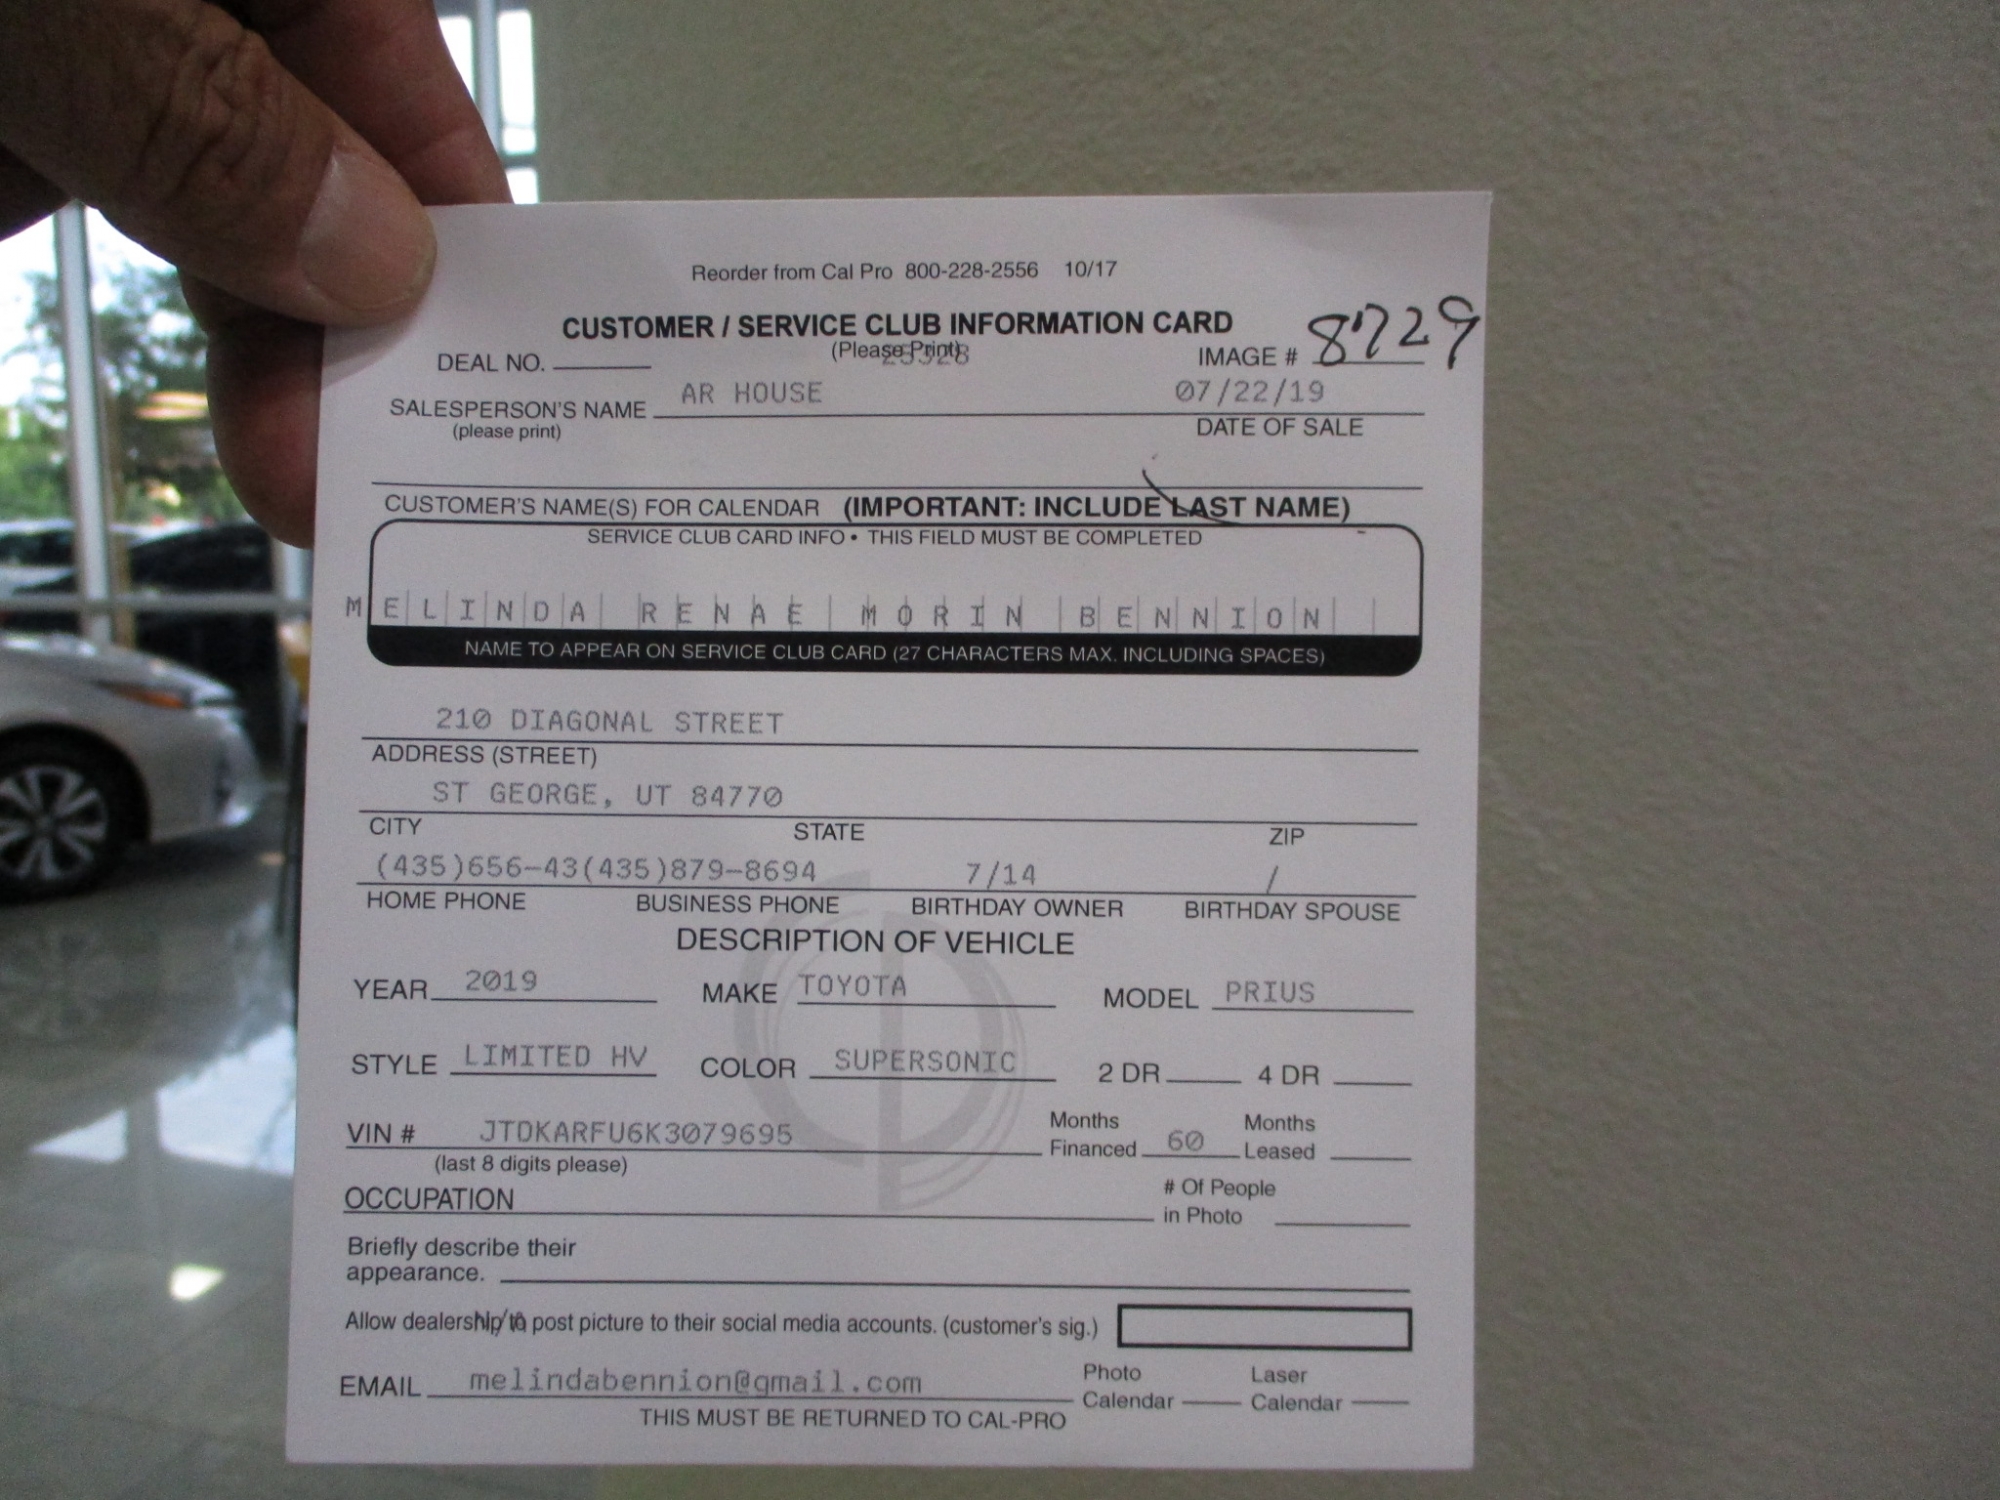 Reorder from Cal Pro 800-228-2556 10/17
CUSTOMER / SERVICE CLUB INFORMATION CARD
(Please Print)
DEAL NO. IMAGE # 8729
AR HOUSE 07/22/19
SALESPERSON'S NAME
(please print) DATE OF SALE
CUSTOMER'S NAME(S) FOR CALENDAR (IMPORTANT: INCLUDE LAST NAME)
SERVICE CLUB CARD INFO • THIS FIELD MUST BE COMPLETED
MELINDA RENAE MORIN BENNION
NAME TO APPEAR ON SERVICE CLUB CARD (27 CHARACTERS MAX. INCLUDING SPACES)
210 DIAGONAL STREET
ADDRESS (STREET)
ST GEORGE, UT 84770
CITY STATE ZIP
(435)656-43(435)879-8694 7/14 /
HOME PHONE BUSINESS PHONE BIRTHDAY OWNER BIRTHDAY SPOUSE
DESCRIPTION OF VEHICLE
YEAR 2019 MAKE TOYOTA MODEL PRIUS
STYLE LIMITED HV COLOR SUPERSONIC 2 DR 4 DR
VIN # JTDKARFU6K3079695 Months Financed 60 Months Leased
(last 8 digits please)
OCCUPATION # Of People in Photo
Briefly describe their
appearance.
Allow dealership to post picture to their social media accounts. (customer's sig.)
EMAIL melindabennion@gmail.com Photo Calendar Laser Calendar
THIS MUST BE RETURNED TO CAL-PRO